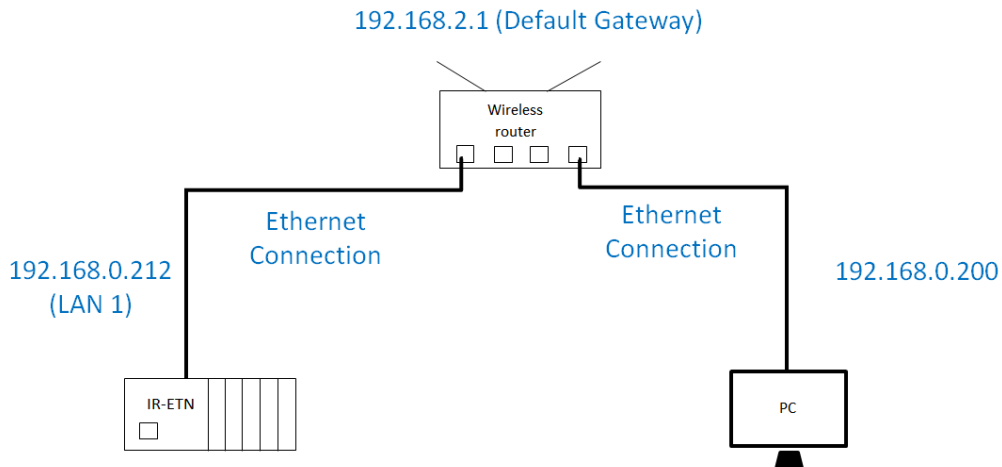 192.168.2.1 (Default Gateway)
Wireless
router
Ethernet
Connection
Ethernet
Connection
192.168.0.212
(LAN 1)
192.168.0.200
IR-ETN
PC